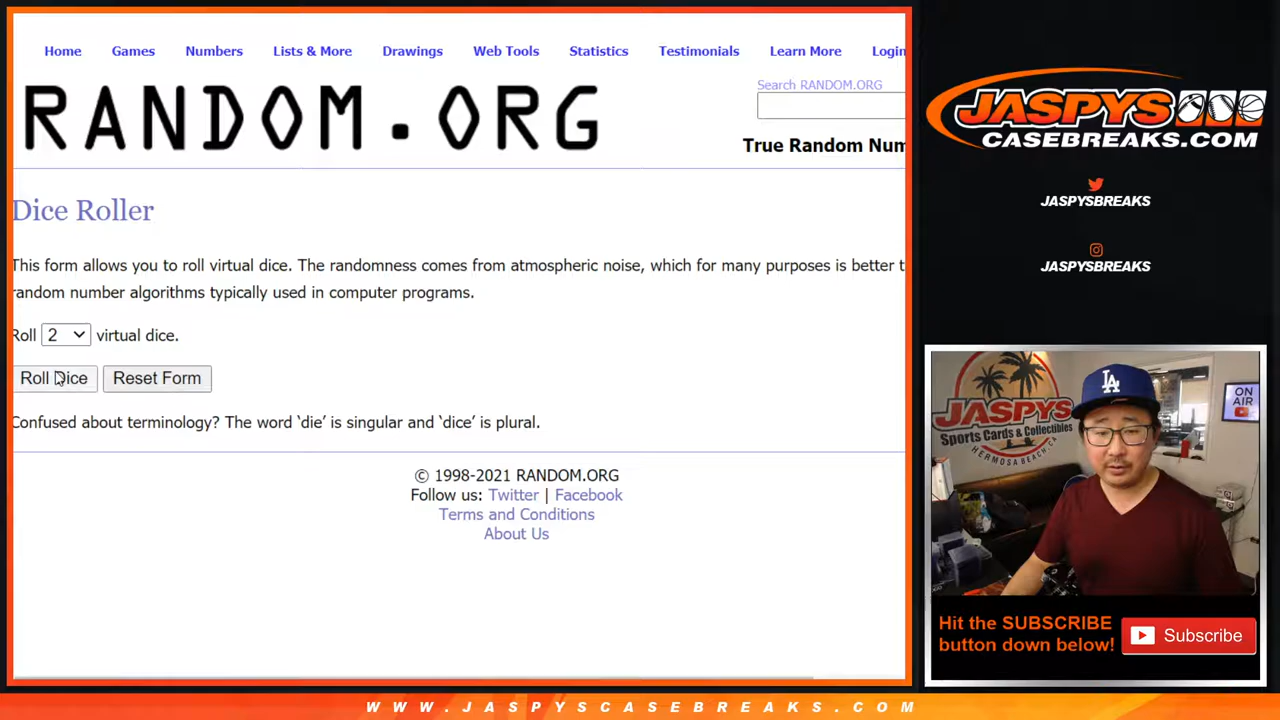 Home Games Numbers Lists & More Drawings Web Tools Statistics Testimonials Learn More Login
RANDOM.ORG
Search RANDOM.ORG
True Random Num
Dice Roller
This form allows you to roll virtual dice. The randomness comes from atmospheric noise, which for many purposes is better t
random number algorithms typically used in computer programs.
Roll 2 virtual dice.
Roll Dice Reset Form
Confused about terminology? The word ‘die’ is singular and ‘dice’ is plural.
© 1998-2021 RANDOM.ORG
Follow us: Twitter | Facebook
Terms and Conditions
About Us
JASPYS
CASEBREAKS.COM
JASPYSBREAKS
JASPYSBREAKS
JASPYS
Sports Cards & Collectibles
HERMOSA BEACH, CA
LA
ON
AIR
Hit the SUBSCRIBE
button down below!
Subscribe
WWW.JASPYSCASEBREAKS.COM